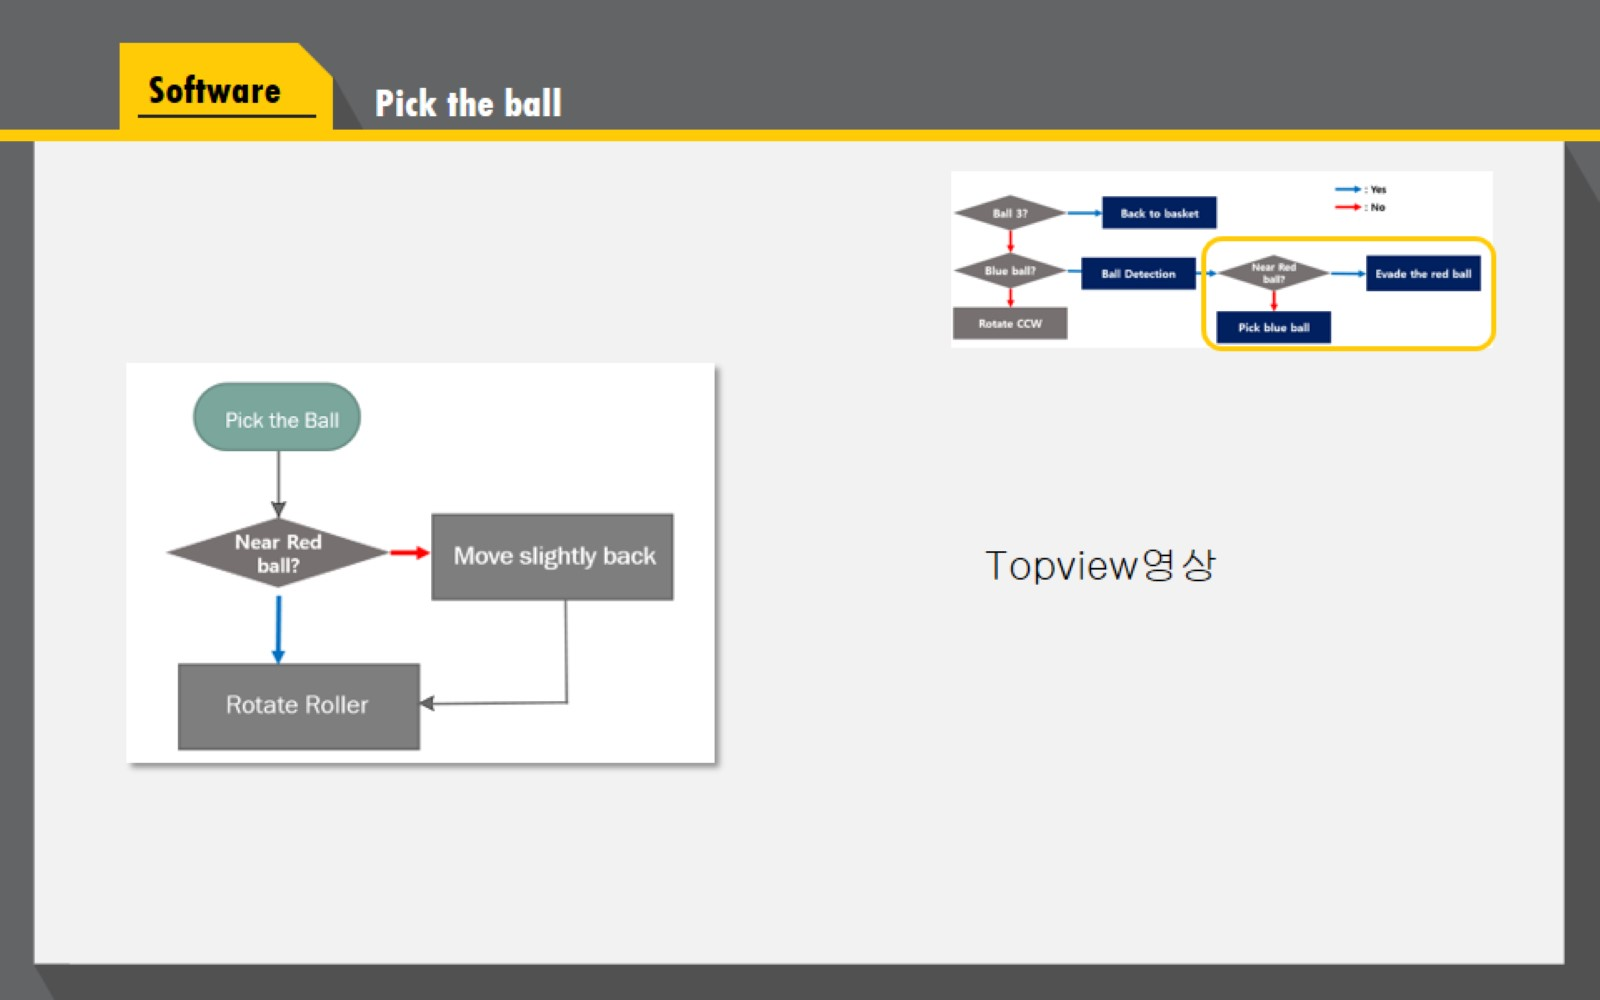 Software
Pick the ball
Ball 3?
Back to basket
: Yes
: No
Blue ball?
Ball Detection
Near Red
ball?
Evade the red ball
Rotate CCW
Pick blue ball
Pick the Ball
Near Red
ball?
Move slightly back
Rotate Roller
Topview영상